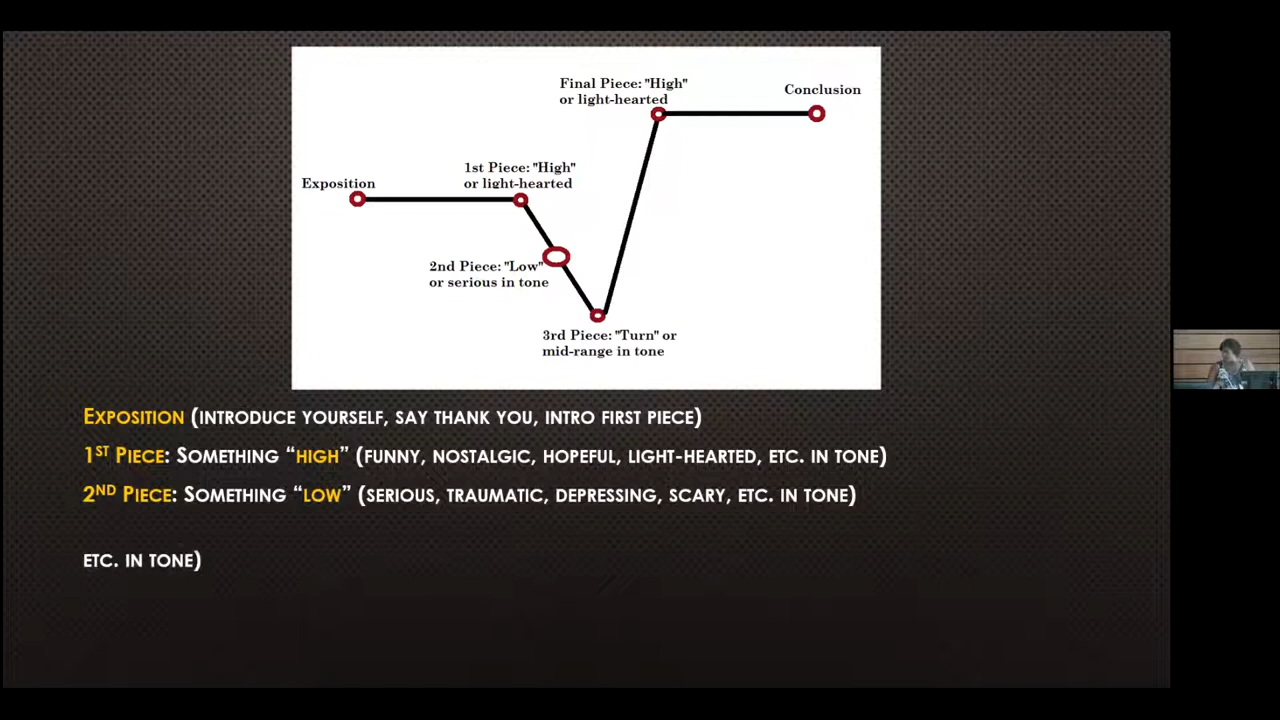 Final Piece: "High"
or light-hearted
Conclusion
1st Piece: "High"
or light-hearted
Exposition
2nd Piece: "Low"
or serious in tone
3rd Piece: "Turn" or
mid-range in tone
EXPOSITION (INTRODUCE YOURSELF, SAY THANK YOU, INTRO FIRST PIECE)
1ST PIECE: SOMETHING “HIGH” (FUNNY, NOSTALGIC, HOPEFUL, LIGHT-HEARTED, ETC. IN TONE)
2ND PIECE: SOMETHING “LOW” (SERIOUS, TRAUMATIC, DEPRESSING, SCARY, ETC. IN TONE)
ETC. IN TONE)